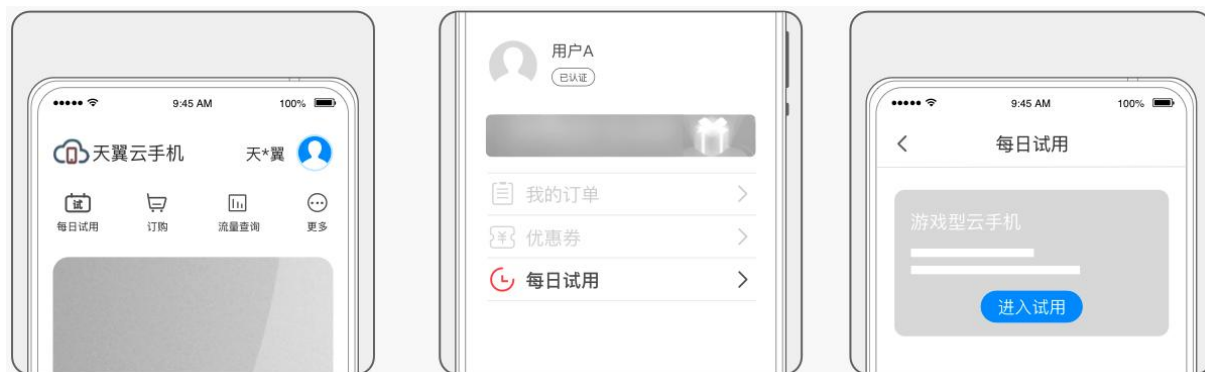 9:45 AM
100%
天翼云手机
天*翼
试
每日试用
订购
流量查询
更多
用户A
已认证
我的订单
优惠券
每日试用
9:45 AM
100%
每日试用
游戏型云手机
进入试用